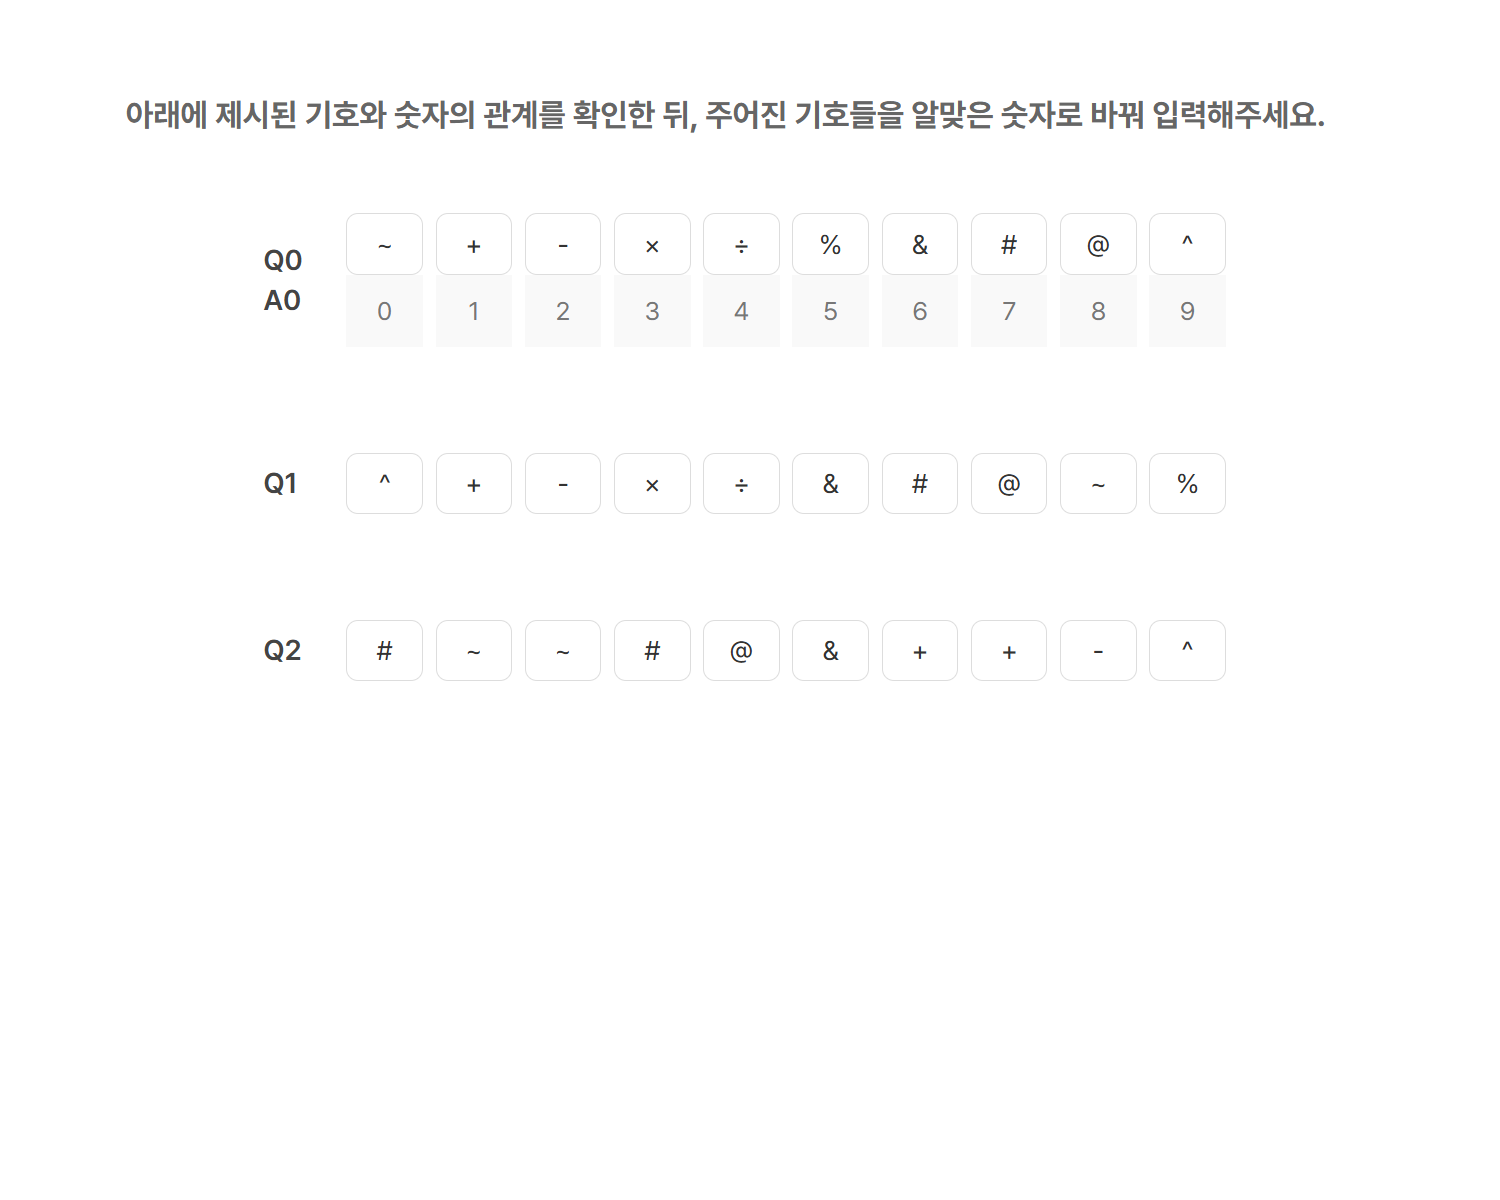 아래에 제시된 기호와 숫자의 관계를 확인한 뒤, 주어진 기호들을 알맞은 숫자로 바꿔 입력해주세요.
Q0 ~ + - × ÷ % & # @ ^
A0 0 1 2 3 4 5 6 7 8 9
Q1 ^ + - × ÷ & # @ ~ %
Q2 # ~ ~ # @ & + + - ^